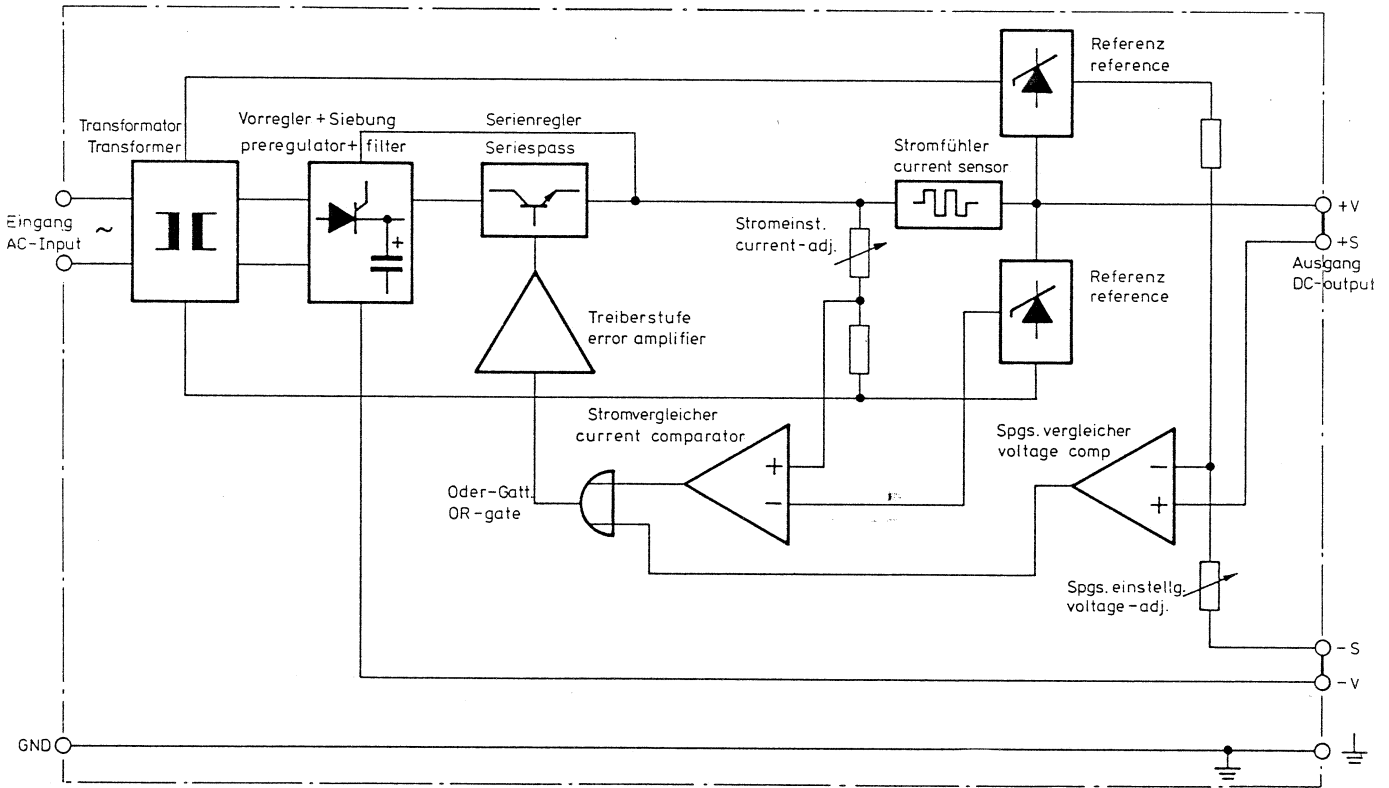 Referenz
reference
Transformator
Transformer
Vorregler + Siebung
preregulator + filter
Serienregler
Seriespass
Stromfühler
current sensor
Eingang
AC-Input
~
Stromeinst.
current-adj.
+V
+S
Ausgang
DC-output
+
Referenz
reference
Treiberstufe
error amplifier
Stromvergleicher
current comparator
+
-
Spgs. vergleicher
voltage comp
-
+
Oder-Gatt.
OR-gate
Spgs. einstellg.
voltage-adj.
-S
-V
GND